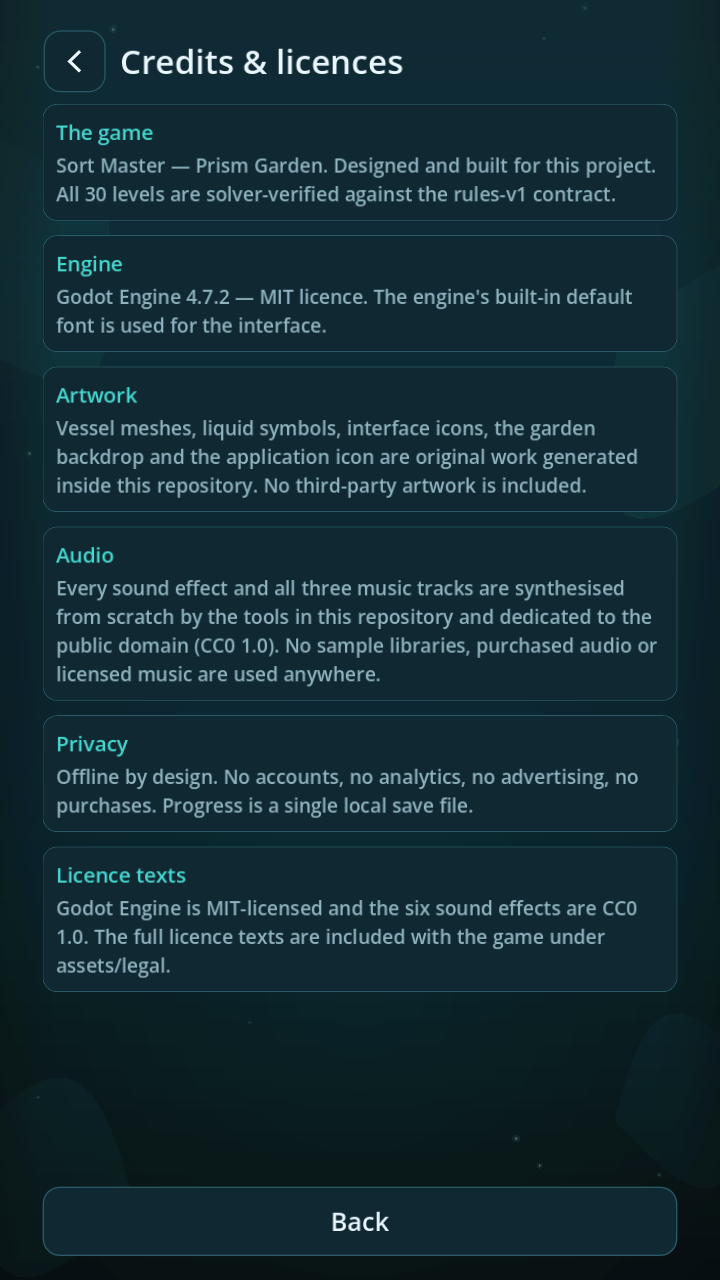 Credits & licences
The game
Sort Master — Prism Garden. Designed and built for this project.
All 30 levels are solver-verified against the rules-v1 contract.
Engine
Godot Engine 4.7.2 — MIT licence. The engine's built-in default
font is used for the interface.
Artwork
Vessel meshes, liquid symbols, interface icons, the garden
backdrop and the application icon are original work generated
inside this repository. No third-party artwork is included.
Audio
Every sound effect and all three music tracks are synthesised
from scratch by the tools in this repository and dedicated to the
public domain (CC0 1.0). No sample libraries, purchased audio or
licensed music are used anywhere.
Privacy
Offline by design. No accounts, no analytics, no advertising, no
purchases. Progress is a single local save file.
Licence texts
Godot Engine is MIT-licensed and the six sound effects are CC0
1.0. The full licence texts are included with the game under
assets/legal.
Back